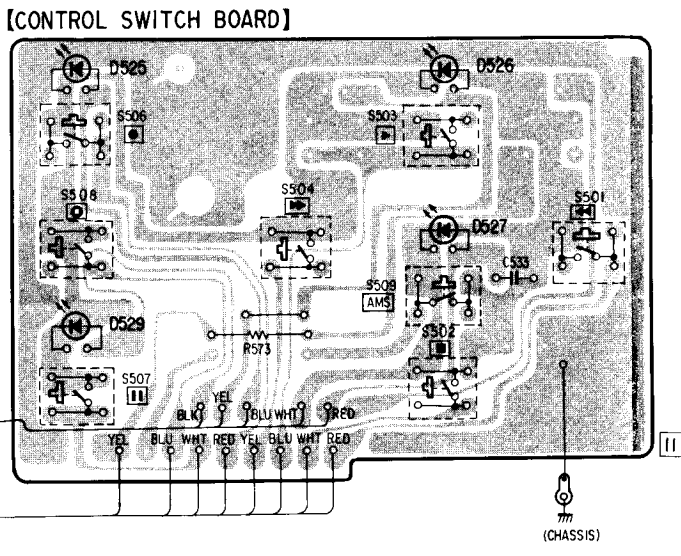 【CONTROL SWITCH BOARD】
D525
D526
S506
S503
S508
S504
S501
D527
C533
S509
AMS
D529
R573
S502
S507
YEL
BLK
BLU WHT
RED
YEL
BLU
WHT
RED
YEL
BLU
WHT
RED
11
(CHASSIS)